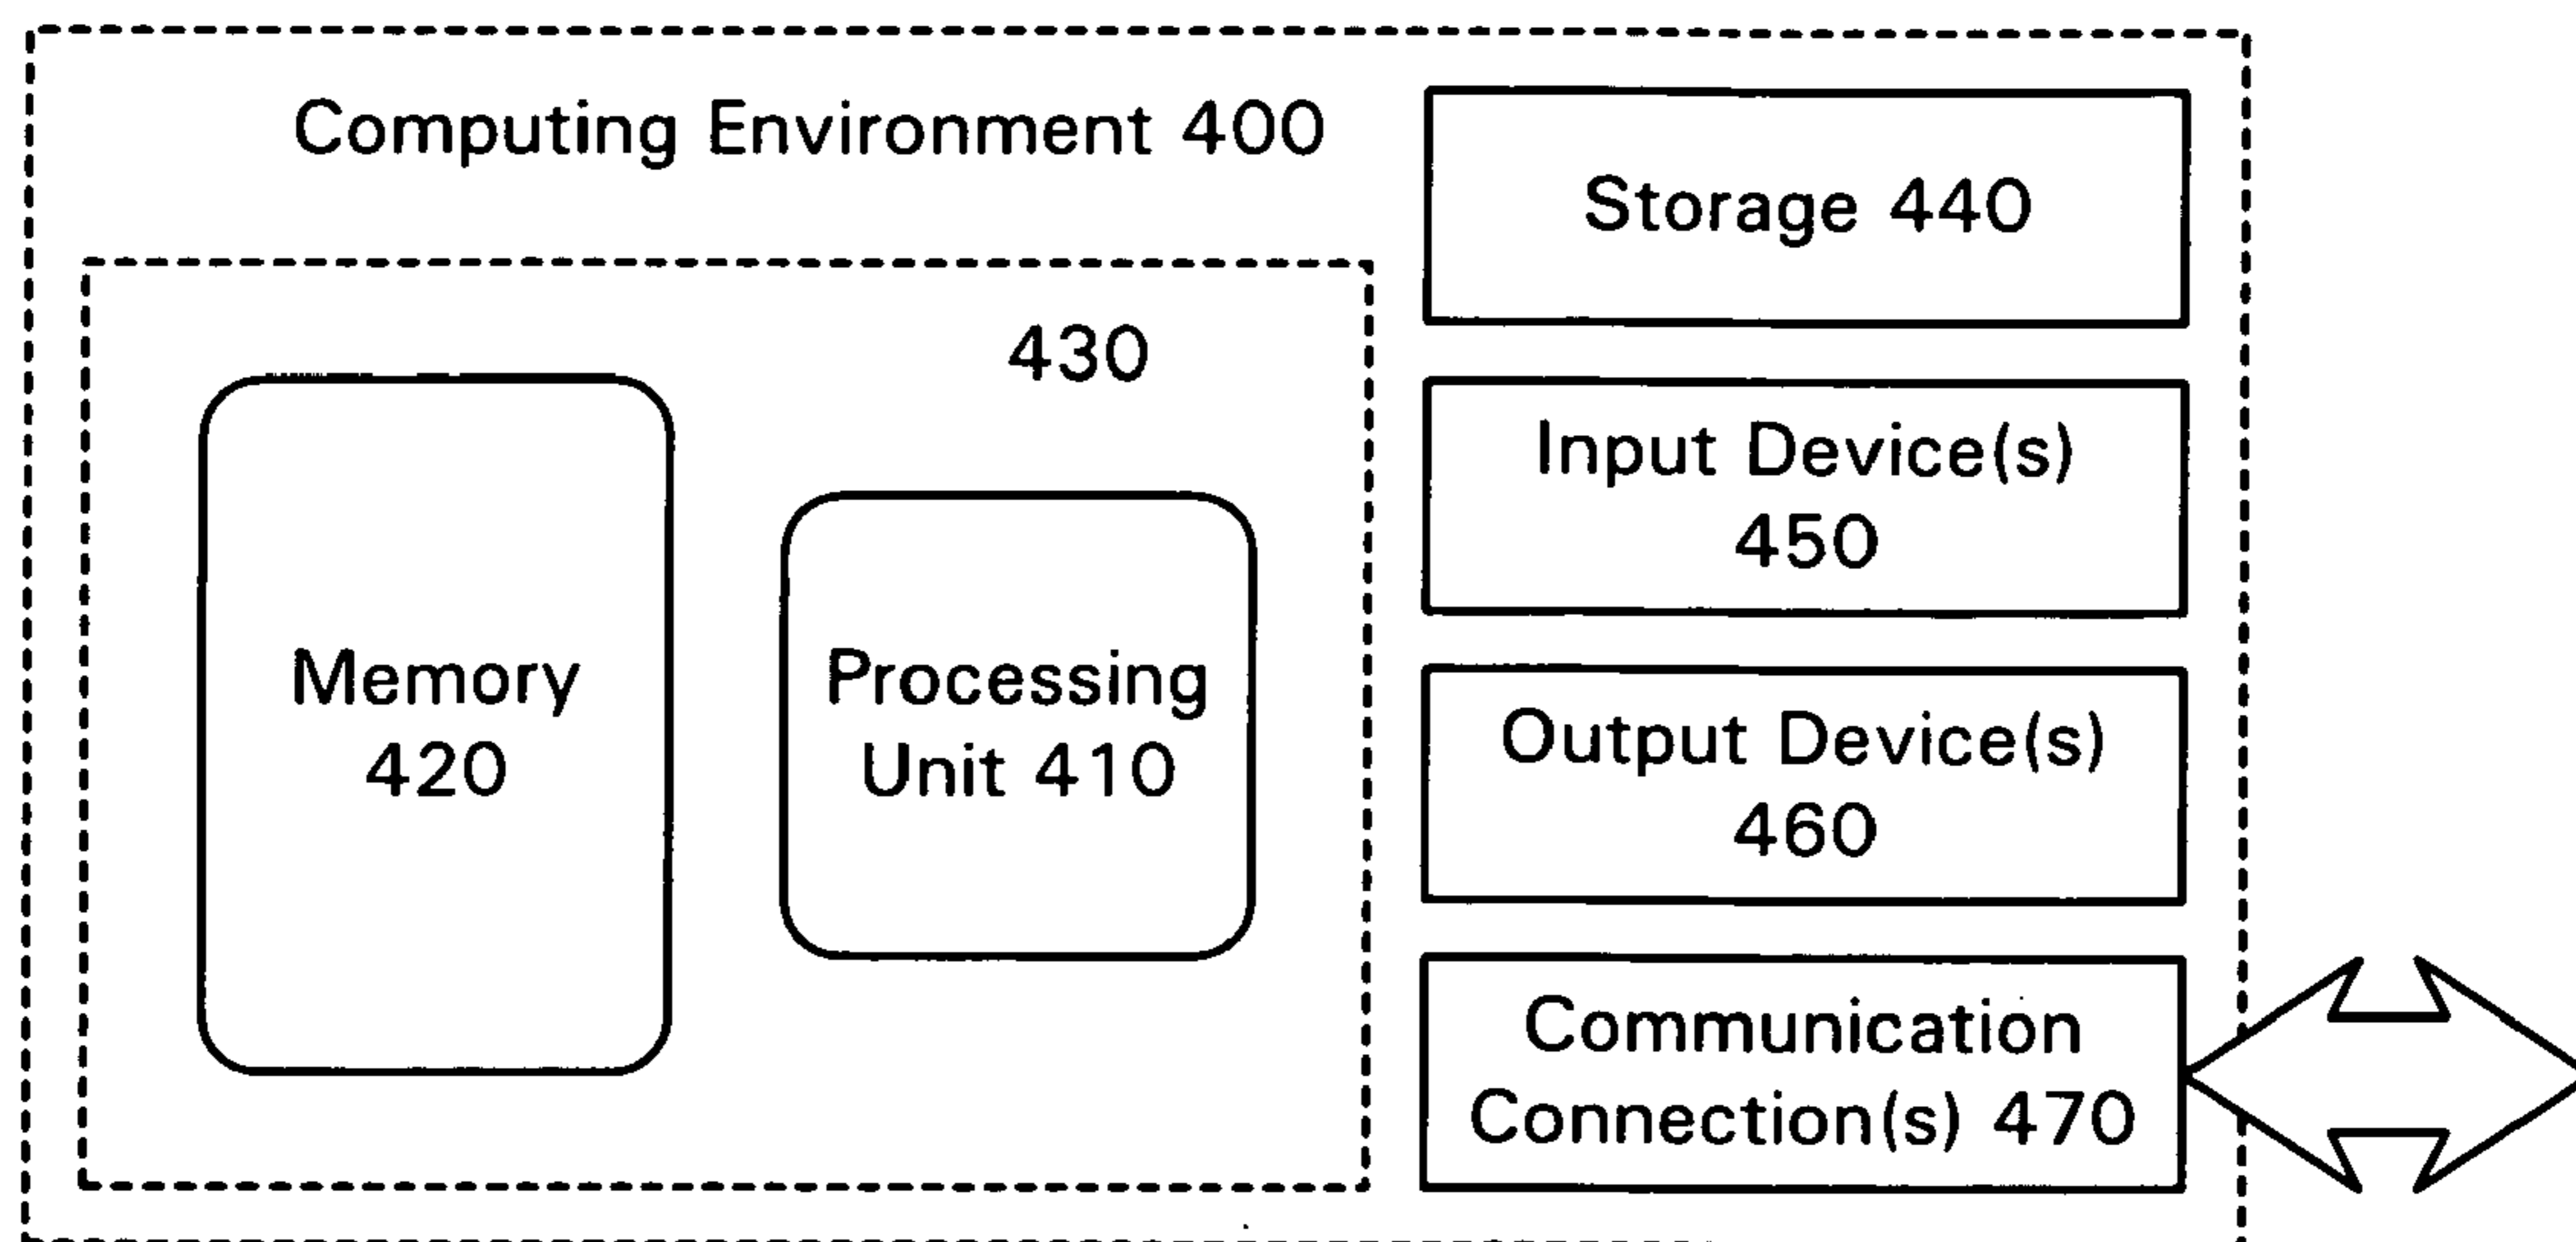 Computing Environment 400
430
Memory
420
Processing
Unit 410
Storage 440
Input Device(s)
450
Output Device(s)
460
Communication
Connection(s) 470